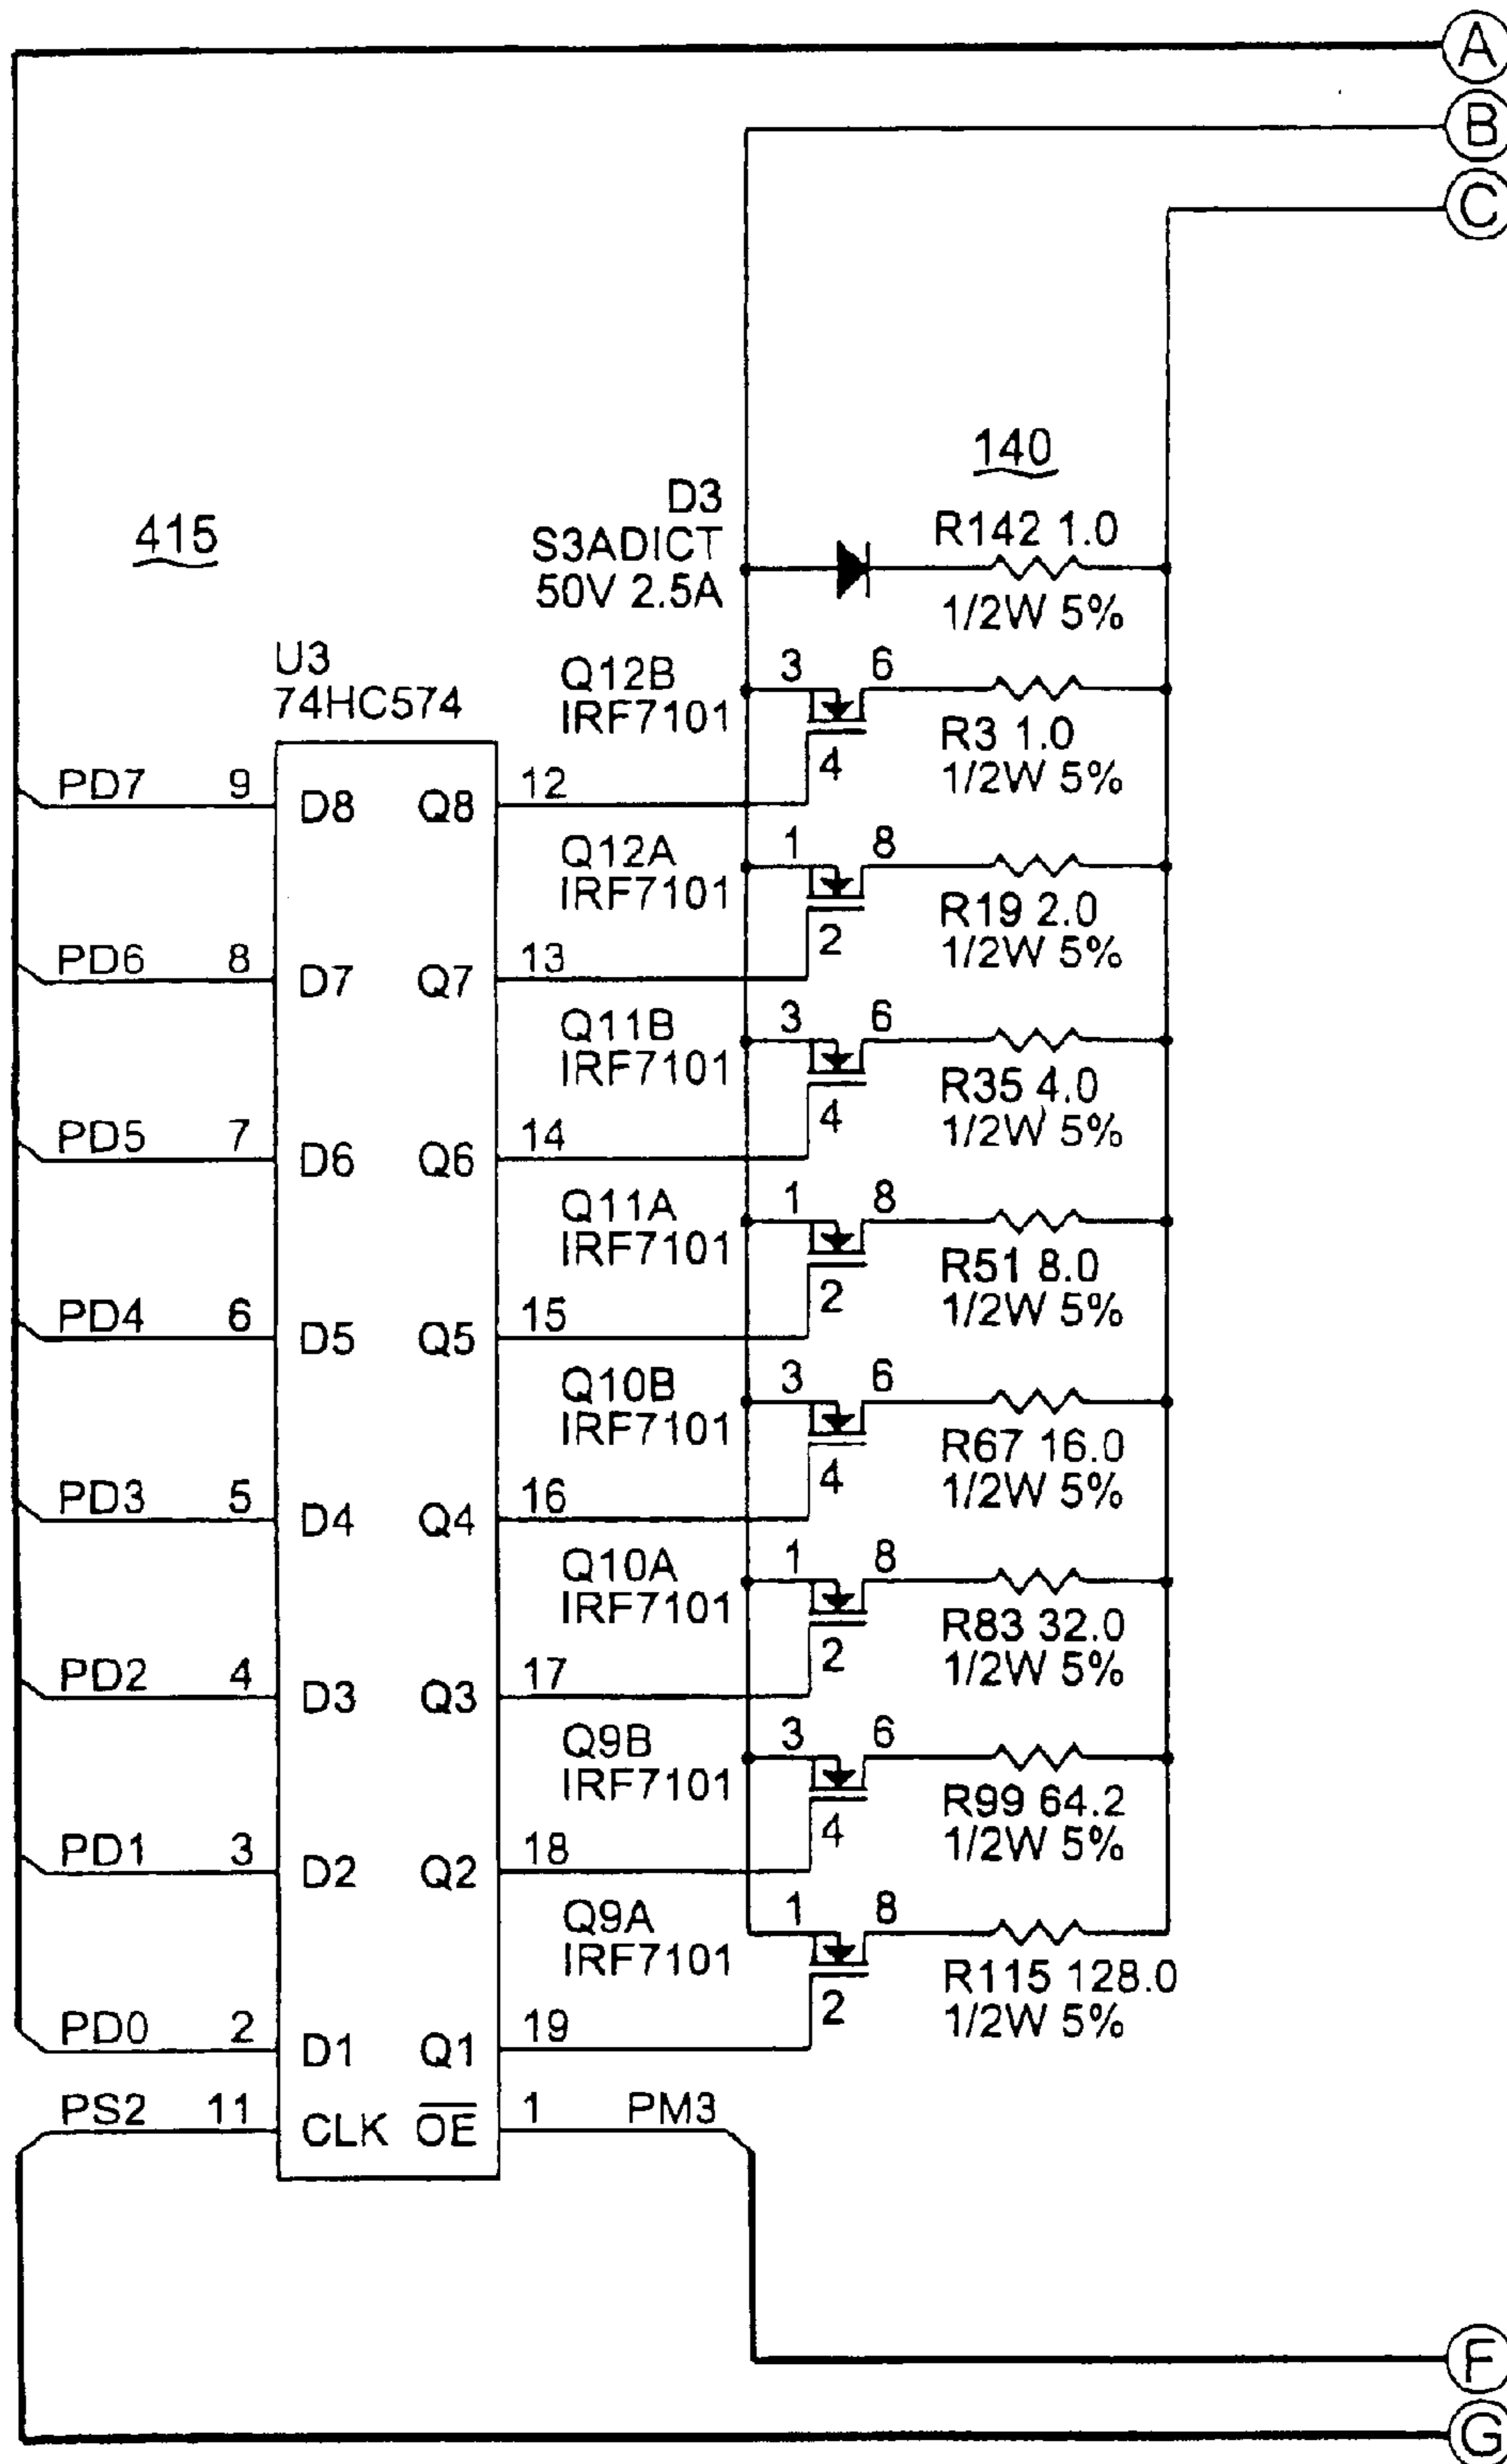 A
B
C
140
D3
S3ADICT
50V 2.5A
R142 1.0
1/2W 5%
415
U3
74HC574
Q12B
IRF7101
3 6
4
R3 1.0
1/2W 5%
PD7 9 D8 Q8 12
Q12A
IRF7101
1 8
2
R19 2.0
1/2W 5%
PD6 8 D7 Q7 13
Q11B
IRF7101
3 6
4
R35 4.0
1/2W 5%
PD5 7 D6 Q6 14
Q11A
IRF7101
1 8
2
R51 8.0
1/2W 5%
PD4 6 D5 Q5 15
Q10B
IRF7101
3 6
4
R67 16.0
1/2W 5%
PD3 5 D4 Q4 16
Q10A
IRF7101
1 8
2
R83 32.0
1/2W 5%
PD2 4 D3 Q3 17
Q9B
IRF7101
3 6
4
R99 64.2
1/2W 5%
PD1 3 D2 Q2 18
Q9A
IRF7101
1 8
2
R115 128.0
1/2W 5%
PD0 2 D1 Q1 19
PS2 11 CLK OE 1 PM3
F
G